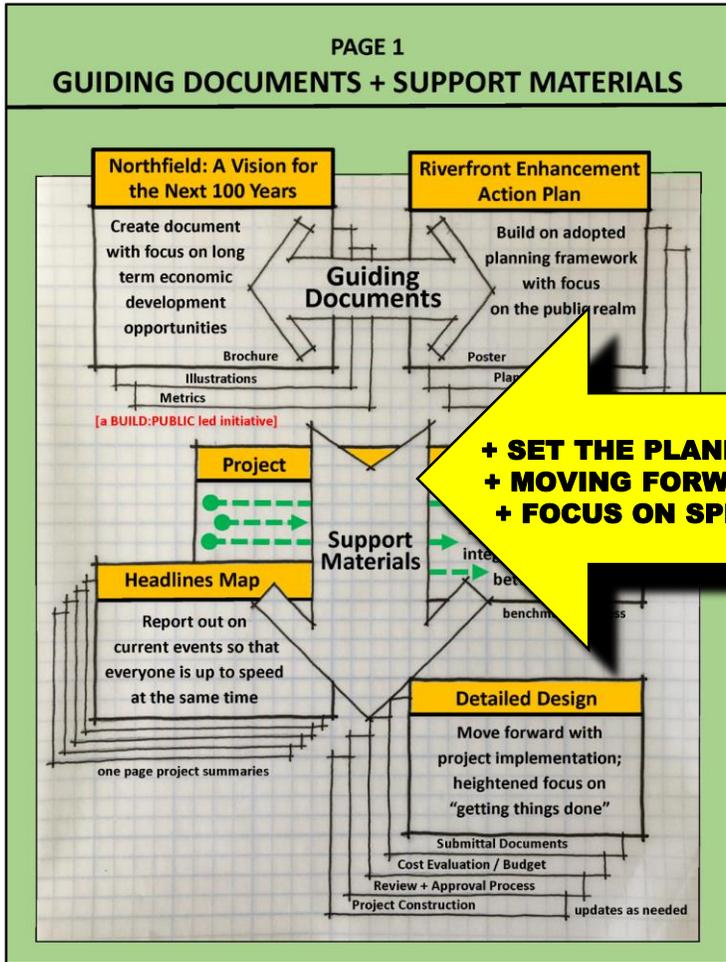 PAGE 1
GUIDING DOCUMENTS + SUPPORT MATERIALS
Northfield: A Vision for
the Next 100 Years
Create document
with focus on long
term economic
development
opportunities
Brochure
Illustrations
Metrics
[a BUILD:PUBLIC led initiative]
Riverfront Enhancement
Action Plan
Build on adopted
planning framework
with focus
on the public realm
Poster
Guiding
Documents
+ SET THE
+ MOVING
+ FOCUS ON
Project
Support
Materials
Headlines Map
Report out on
current events so that
everyone is up to speed
at the same time
one page project summaries
Detailed Design
Move forward with
project implementation;
heightened focus on
“getting things done”
Submittal Documents
Cost Evaluation / Budget
Review + Approval Process
Project Construction
updates as needed